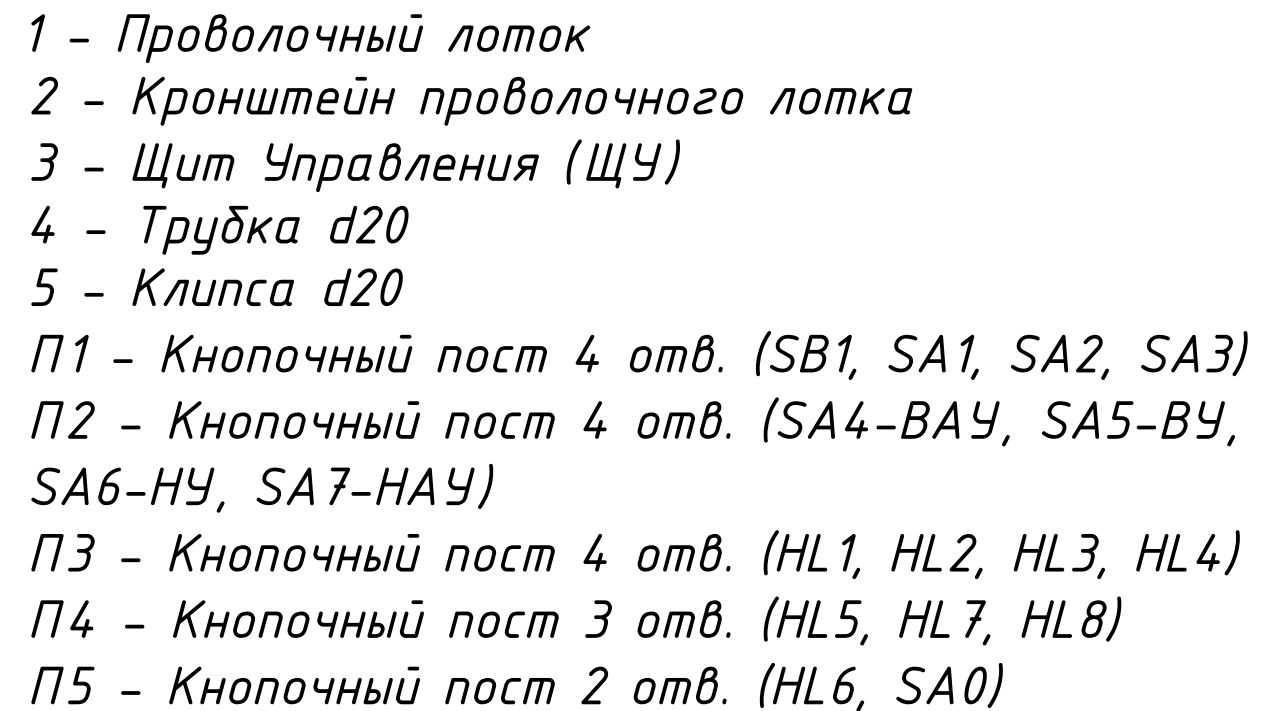 1 - Проволочный лоток
2 - Кронштейн проволочного лотка
3 - Щит Управления (ЩУ)
4 - Трубка d20
5 - Клипса d20
П1 - Кнопочный пост 4 отв. (SB1, SA1, SA2, SA3)
П2 - Кнопочный пост 4 отв. (SA4-ВАУ, SA5-ВУ,
SA6-НУ, SA7-НАУ)
П3 - Кнопочный пост 4 отв. (HL1, HL2, HL3, HL4)
П4 - Кнопочный пост 3 отв. (HL5, HL7, HL8)
П5 - Кнопочный пост 2 отв. (HL6, SA0)